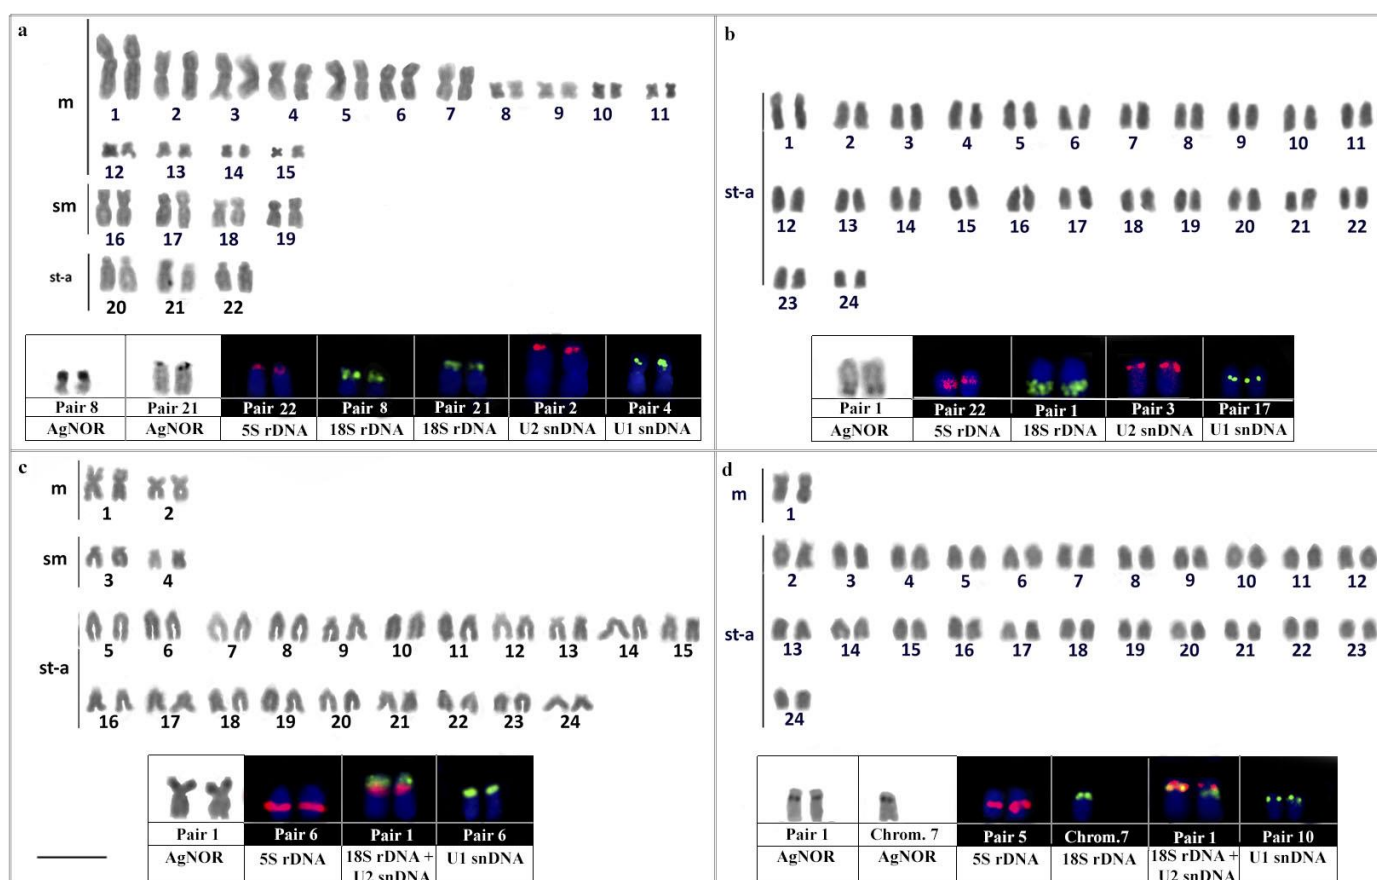 a
m
1 2 3 4 5 6 7 8 9 10 11
12 13 14 15
sm
16 17 18 19
st-a
20 21 22
Pair 8 Pair 21 Pair 22 Pair 8 Pair 21 Pair 2 Pair 4
AgNOR AgNOR 5S rDNA 18S rDNA 18S rDNA U2 snDNA U1 snDNA
b
1 2 3 4 5 6 7 8 9 10 11
st-a
12 13 14 15 16 17 18 19 20 21 22
23 24
Pair 1 Pair 22 Pair 1 Pair 3 Pair 17
AgNOR 5S rDNA 18S rDNA U2 snDNA U1 snDNA
c
m
1 2
sm
3 4
5 6 7 8 9 10 11 12 13 14 15
st-a
16 17 18 19 20 21 22 23 24
Pair 1 Pair 6 Pair 1 Pair 6
AgNOR 5S rDNA 18S rDNA + U1 snDNA
U2 snDNA
d
m
1
2 3 4 5 6 7 8 9 10 11 12
st-a
13 14 15 16 17 18 19 20 21 22 23
24
Pair 1 Chrom. 7 Pair 5 Chrom.7 Pair 1 Pair 10
AgNOR AgNOR 5S rDNA 18S rDNA 18S rDNA + U1 snDNA
U2 snDNA